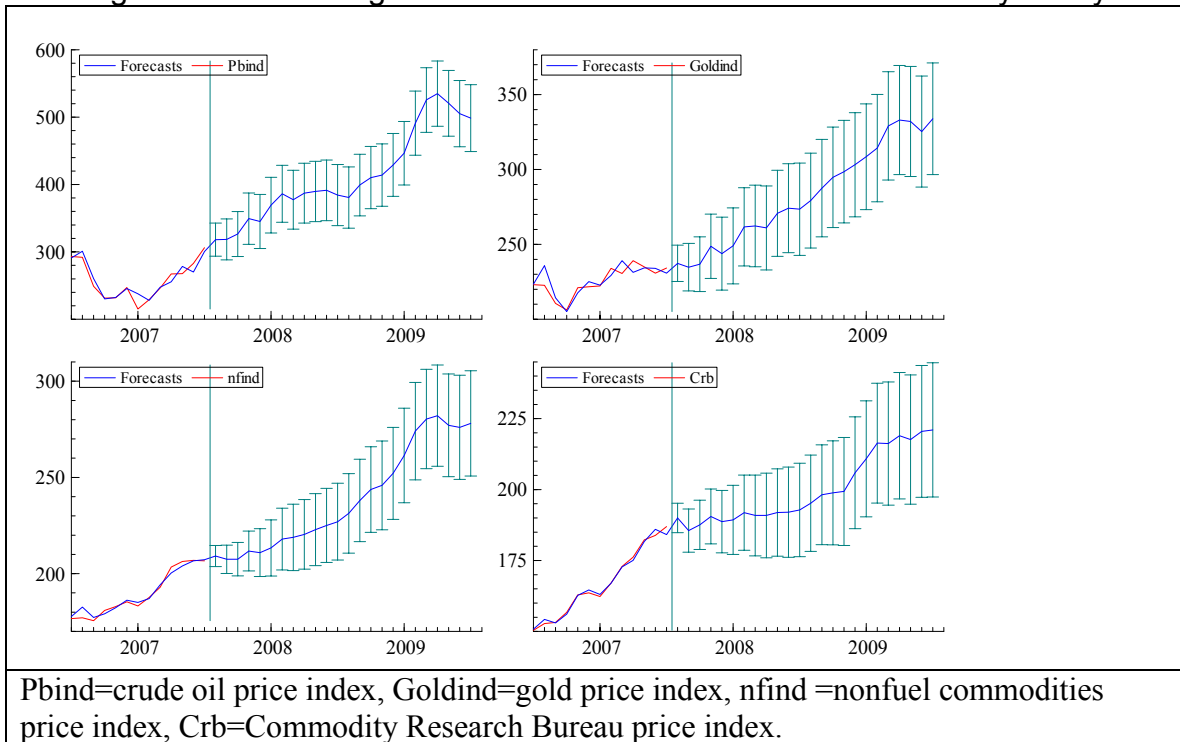 600
500
400
300
Forecasts Pbind
2007 2008 2009
350
300
250
Forecasts Goldind
2007 2008 2009
300
250
200
Forecasts nfind
2007 2008 2009
225
200
175
Forecasts Crb
2007 2008 2009
Pbind=crude oil price index, Goldind=gold price index, nfind =nonfuel commodities
price index, Crb=Commodity Research Bureau price index.